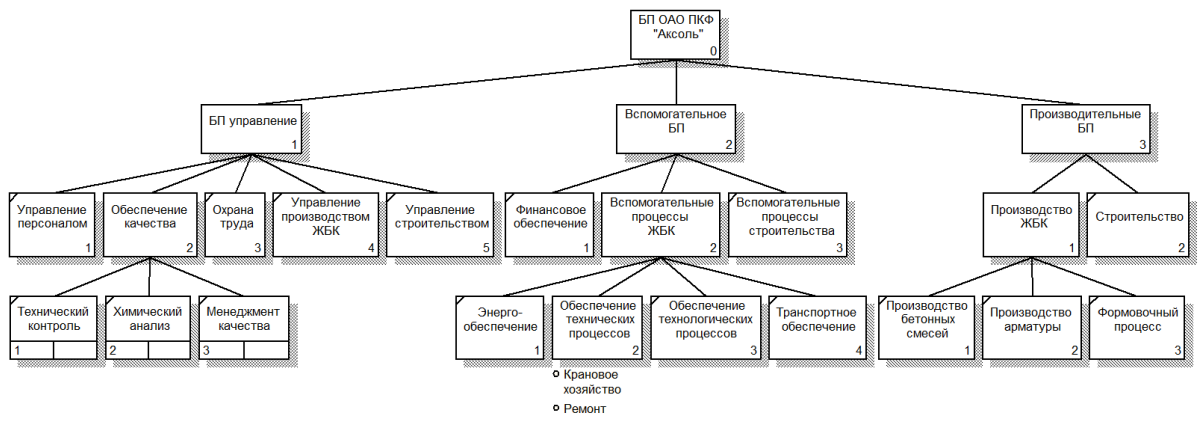 БП ОАО ПКФ
"Аксоль"
0
БП управление
1
Вспомогательное
БП
2
Производительные
БП
3
Управление
персоналом
1
Обеспечение
качества
2
Охрана
труда
3
Управление
производством
ЖБК
4
Управление
строительством
5
Финансовое
обеспечение
1
Вспомогательные
процессы
ЖБК
2
Вспомогательные
процессы
строительства
3
Производство
ЖБК
1
Строительство
2
Технический
контроль
1
Химический
анализ
2
Менеджмент
качества
3
Энерго-
обеспечение
1
Обеспечение
технических
процессов
2
Обеспечение
технологических
процессов
3
Транспортное
обеспечение
4
Производство
бетонных
смесей
1
Производство
арматуры
2
Формовочный
процесс
3
Крановое
хозяйство
Ремонт